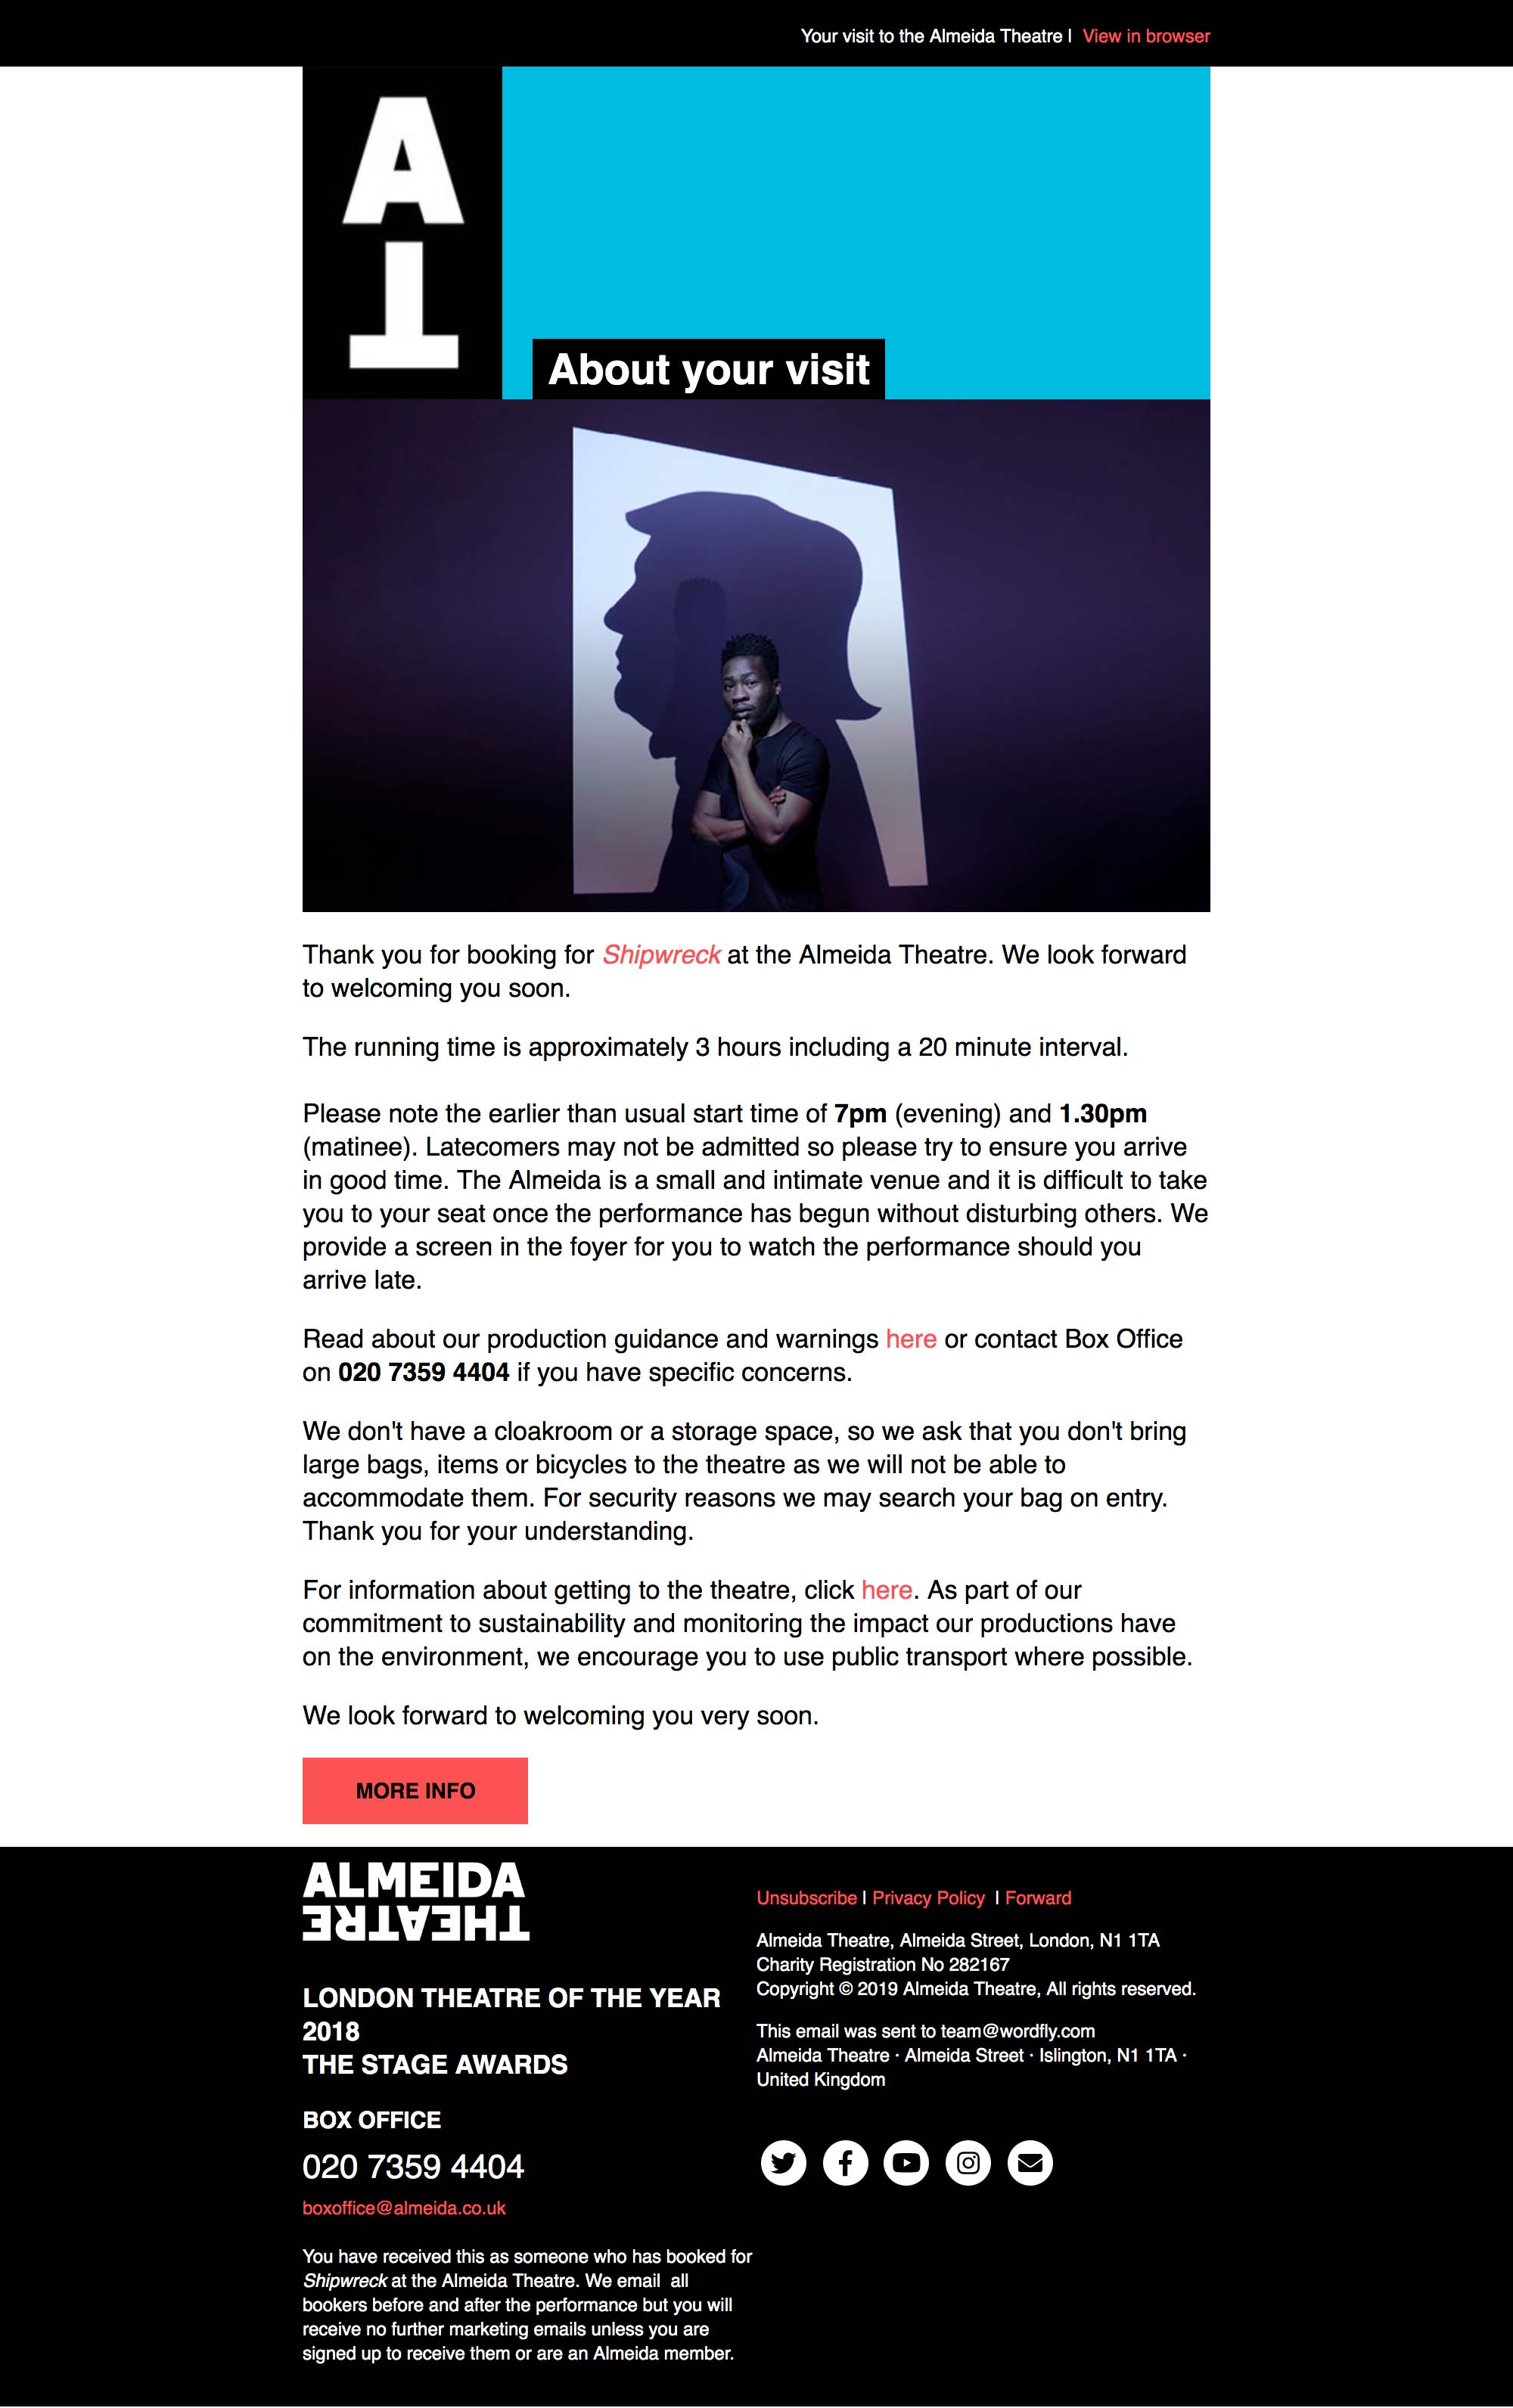 Your visit to the Almeida Theatre | View in browser
A
T
About your visit
Thank you for booking for Shipwreck at the Almeida Theatre. We look forward
to welcoming you soon.
The running time is approximately 3 hours including a 20 minute interval.
Please note the earlier than usual start time of 7pm (evening) and 1.30pm
(matinee). Latecomers may not be admitted so please try to ensure you arrive
in good time. The Almeida is a small and intimate venue and it is difficult to take
you to your seat once the performance has begun without disturbing others. We
provide a screen in the foyer for you to watch the performance should you
arrive late.
Read about our production guidance and warnings here or contact Box Office
on 020 7359 4404 if you have specific concerns.
We don't have a cloakroom or a storage space, so we ask that you don't bring
large bags, items or bicycles to the theatre as we will not be able to
accommodate them. For security reasons we may search your bag on entry.
Thank you for your understanding.
For information about getting to the theatre, click here. As part of our
commitment to sustainability and monitoring the impact our productions have
on the environment, we encourage you to use public transport where possible.
We look forward to welcoming you very soon.
MORE INFO
ALMEIDA
THEATRE
LONDON THEATRE OF THE YEAR
2018
THE STAGE AWARDS
BOX OFFICE
020 7359 4404
boxoffice@almeida.co.uk
You have received this as someone who has booked for
Shipwreck at the Almeida Theatre. We email all
bookers before and after the performance but you will
receive no further marketing emails unless you are
signed up to receive them or are an Almeida member.
Unsubscribe | Privacy Policy | Forward
Almeida Theatre, Almeida Street, London, N1 1TA
Charity Registration No 282167
Copyright © 2019 Almeida Theatre, All rights reserved.
This email was sent to team@wordfly.com
Almeida Theatre · Almeida Street · Islington, N1 1TA ·
United Kingdom